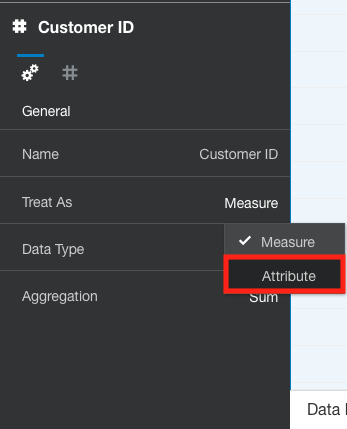 Customer ID
General
Name Customer ID
Treat As Measure
Measure
Data Type
Attribute
Aggregation Sum
Data